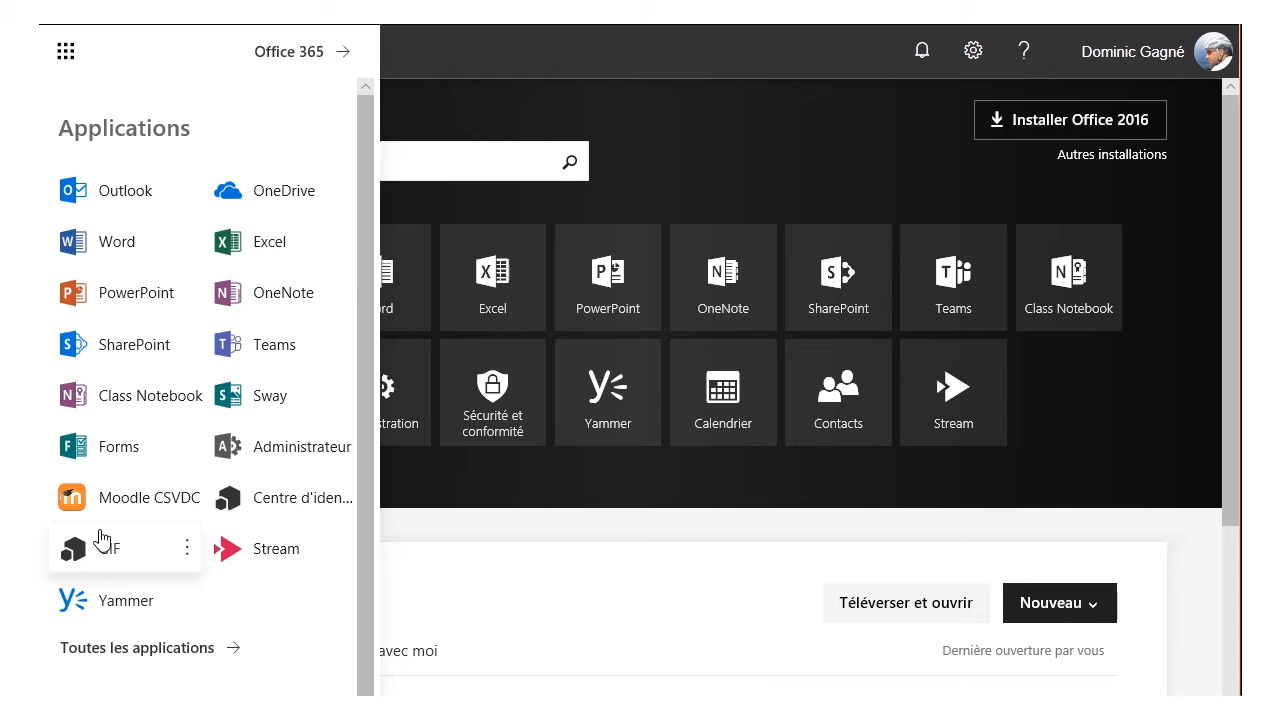 Office 365
Dominic Gagné
Applications
Installer Office 2016
Autres installations
Outlook
OneDrive
Word
Excel
PowerPoint
OneNote
SharePoint
Teams
Class Notebook
Sway
Forms
Administrateur
Moodle CSVDC
Centre d'iden...
Stream
Yammer
Toutes les applications
rd
Excel
PowerPoint
OneNote
SharePoint
Teams
Class Notebook
stration
Sécurité et
conformité
Yammer
Calendrier
Contacts
Stream
Téléverser et ouvrir
Nouveau
avec moi
Dernière ouverture par vous